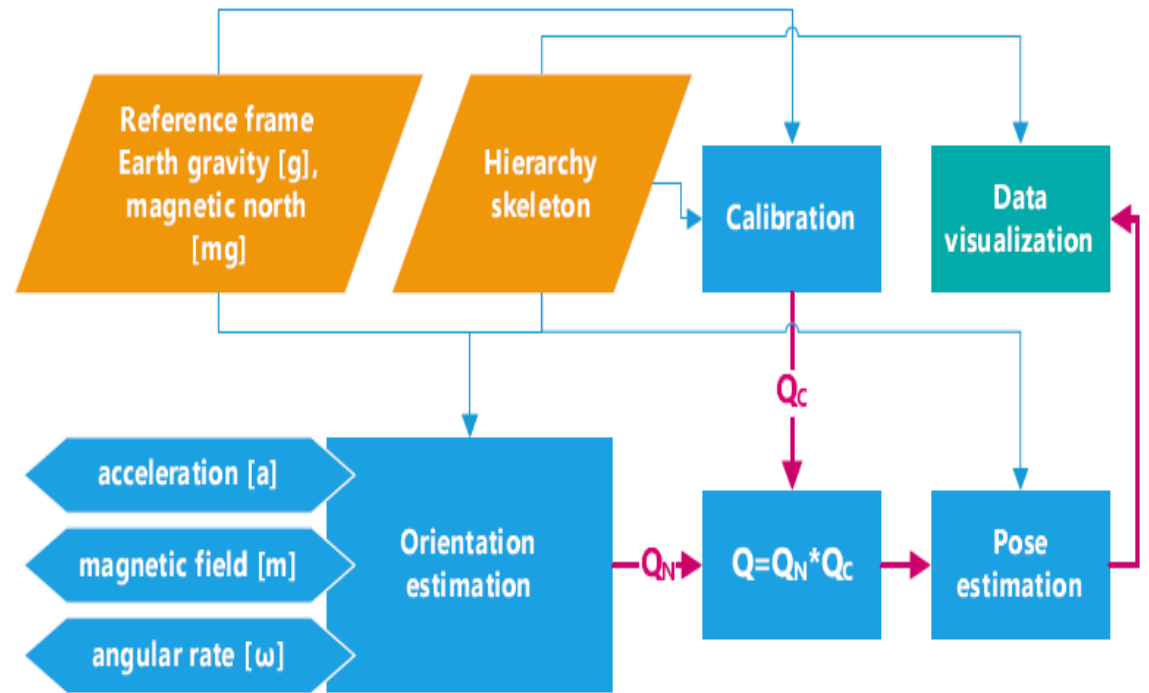 Reference frame
Earth gravity [g],
magnetic north
[mg]
Hierarchy
skeleton
Calibration
Data
visualization
QC
acceleration [a]
magnetic field [m]
angular rate [ω]
Orientation
estimation
QN
Q=QN*QC
Pose
estimation